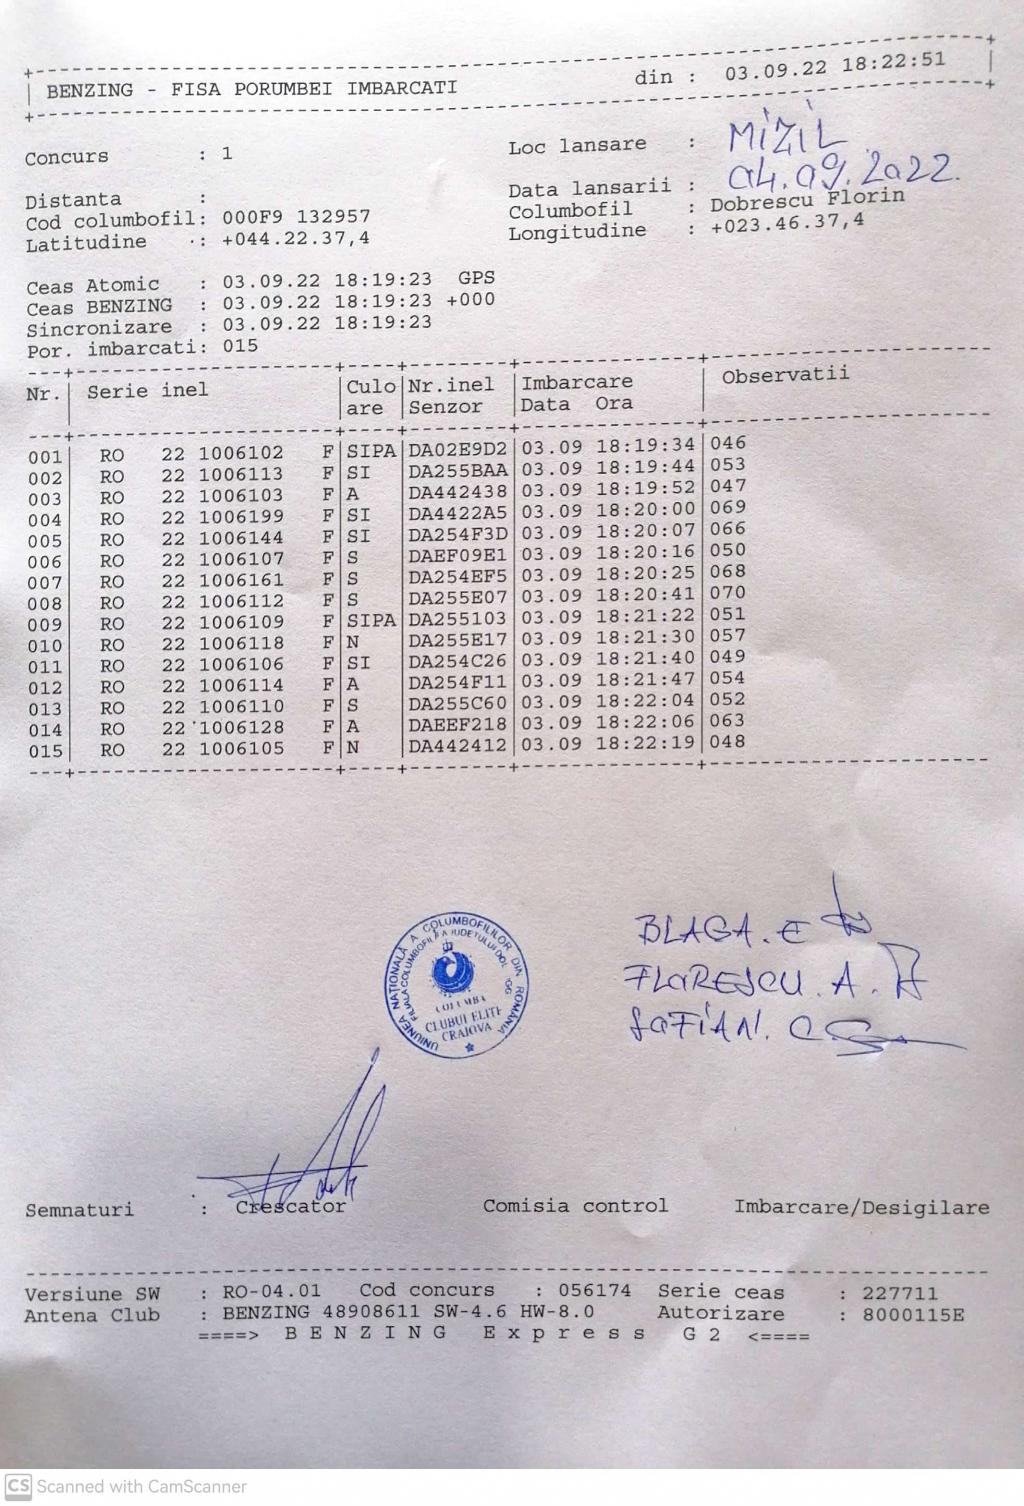 BENZING - FISA PORUMBEI IMBARCATI din : 03.09.22 18:22:51
Concurs : 1 Loc lansare : MIZIL
Distanta : Data lansarii : 04.09.2022.
Cod columbofil: 000F9 132957 Columbofil : Dobrescu Florin
Latitudine : +044.22.37,4 Longitudine : +023.46.37,4
Ceas Atomic : 03.09.22 18:19:23 GPS
Ceas BENZING : 03.09.22 18:19:23 +000
Sincronizare : 03.09.22 18:19:23
Por. imbarcati: 015
Nr. Serie inel Culo Nr.inel Imbarcare Observatii
are Senzor Data Ora
001 RO 22 1006102 F SIPA DA02E9D2 03.09 18:19:34 046
002 RO 22 1006113 F SI DA255BAA 03.09 18:19:44 053
003 RO 22 1006103 F A DA442438 03.09 18:19:52 047
004 RO 22 1006199 F SI DA4422A5 03.09 18:20:00 069
005 RO 22 1006144 F SI DA254F3D 03.09 18:20:07 066
006 RO 22 1006107 F S DAEF09E1 03.09 18:20:16 050
007 RO 22 1006161 F S DA254EF5 03.09 18:20:25 068
008 RO 22 1006112 F S DA255E07 03.09 18:20:41 070
009 RO 22 1006109 F SIPA DA255103 03.09 18:21:22 051
010 RO 22 1006118 F N DA255E17 03.09 18:21:30 057
011 RO 22 1006106 F SI DA254C26 03.09 18:21:40 049
012 RO 22 1006114 F A DA254F11 03.09 18:21:47 054
013 RO 22 1006110 F S DA255C60 03.09 18:22:04 052
014 RO 22 1006128 F A DAEEF218 03.09 18:22:06 063
015 RO 22 1006105 F N DA442412 03.09 18:22:19 048
UNIUNEA NAȚIONALĂ A COLUMBOFILILOR DIN ROMÂNIA
FILIALA COLUMBOFILĂ A JUDETULUI DOLJ
COLUMBA
CLUBUL ELITE
CRAIOVA
BLAGA. E
FLORESCU. A.
SOFIAN. C
Semnaturi : Crescator Comisia control Imbarcare/Desigilare
Versiune SW : RO-04.01 Cod concurs : 056174 Serie ceas : 227711
Antena Club : BENZING 48908611 SW-4.6 HW-8.0 Autorizare : 8000115E
====> B E N Z I N G E x p r e s s G 2 <====
CS Scanned with CamScanner